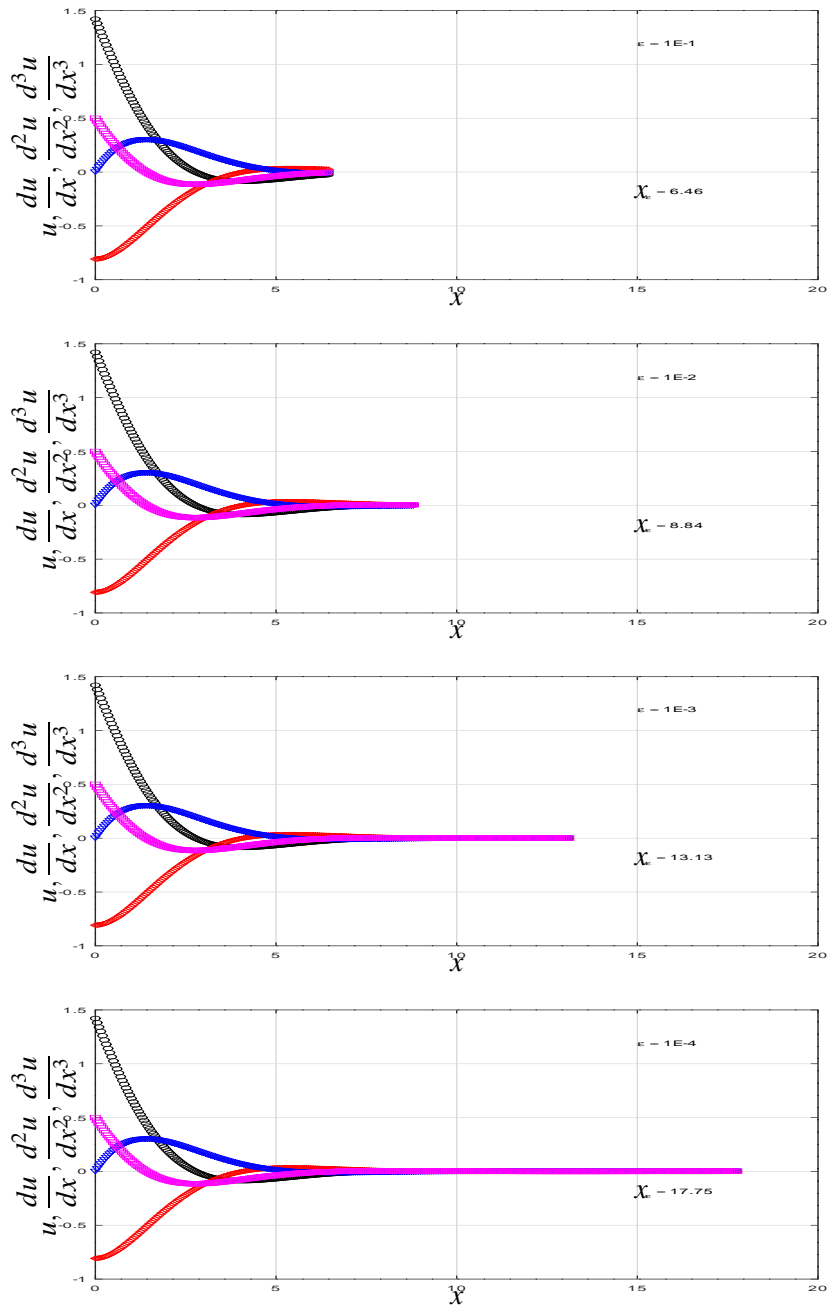 1.5
ε = 1E-1
1
0.5
0
-0.5
-1
u, du/dx, d²u/dx², d³u/dx³
x_ε = 6.46
0 5 10 15 20
x
1.5
ε = 1E-2
1
0.5
0
-0.5
-1
u, du/dx, d²u/dx², d³u/dx³
x_ε = 8.84
0 5 10 15 20
x
1.5
ε = 1E-3
1
0.5
0
-0.5
-1
u, du/dx, d²u/dx², d³u/dx³
x_ε = 13.13
0 5 10 15 20
x
1.5
ε = 1E-4
1
0.5
0
-0.5
-1
u, du/dx, d²u/dx², d³u/dx³
x_ε = 17.75
0 5 10 15 20
x